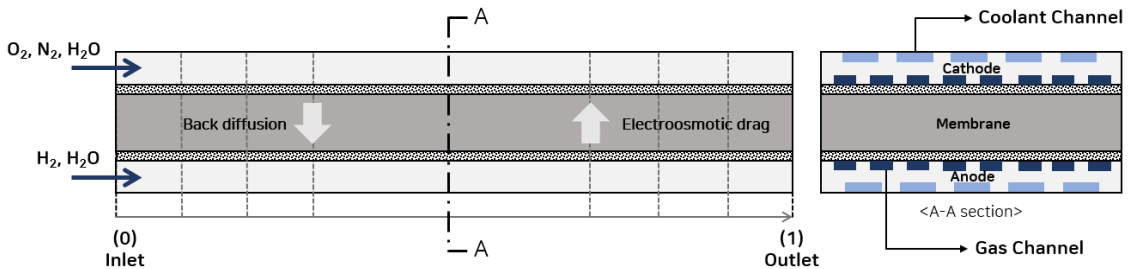 A
Coolant Channel
O₂, N₂, H₂O
Cathode
Back diffusion
Electroosmotic drag
Membrane
H₂, H₂O
Anode
<A-A section>
(0)
Inlet
A
(1)
Outlet
Gas Channel